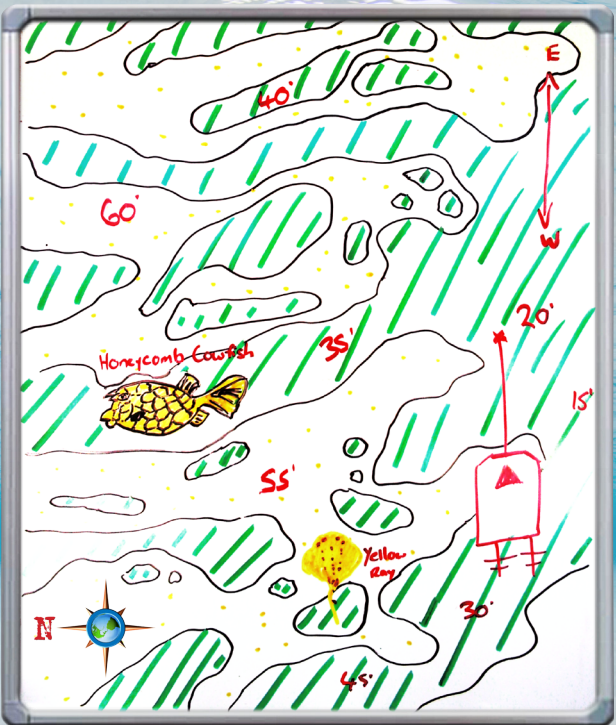 E
40'
60'
W
20'
35'
Honeycomb Cowfish
15'
55'
Yellow
Ray
30'
N
45'